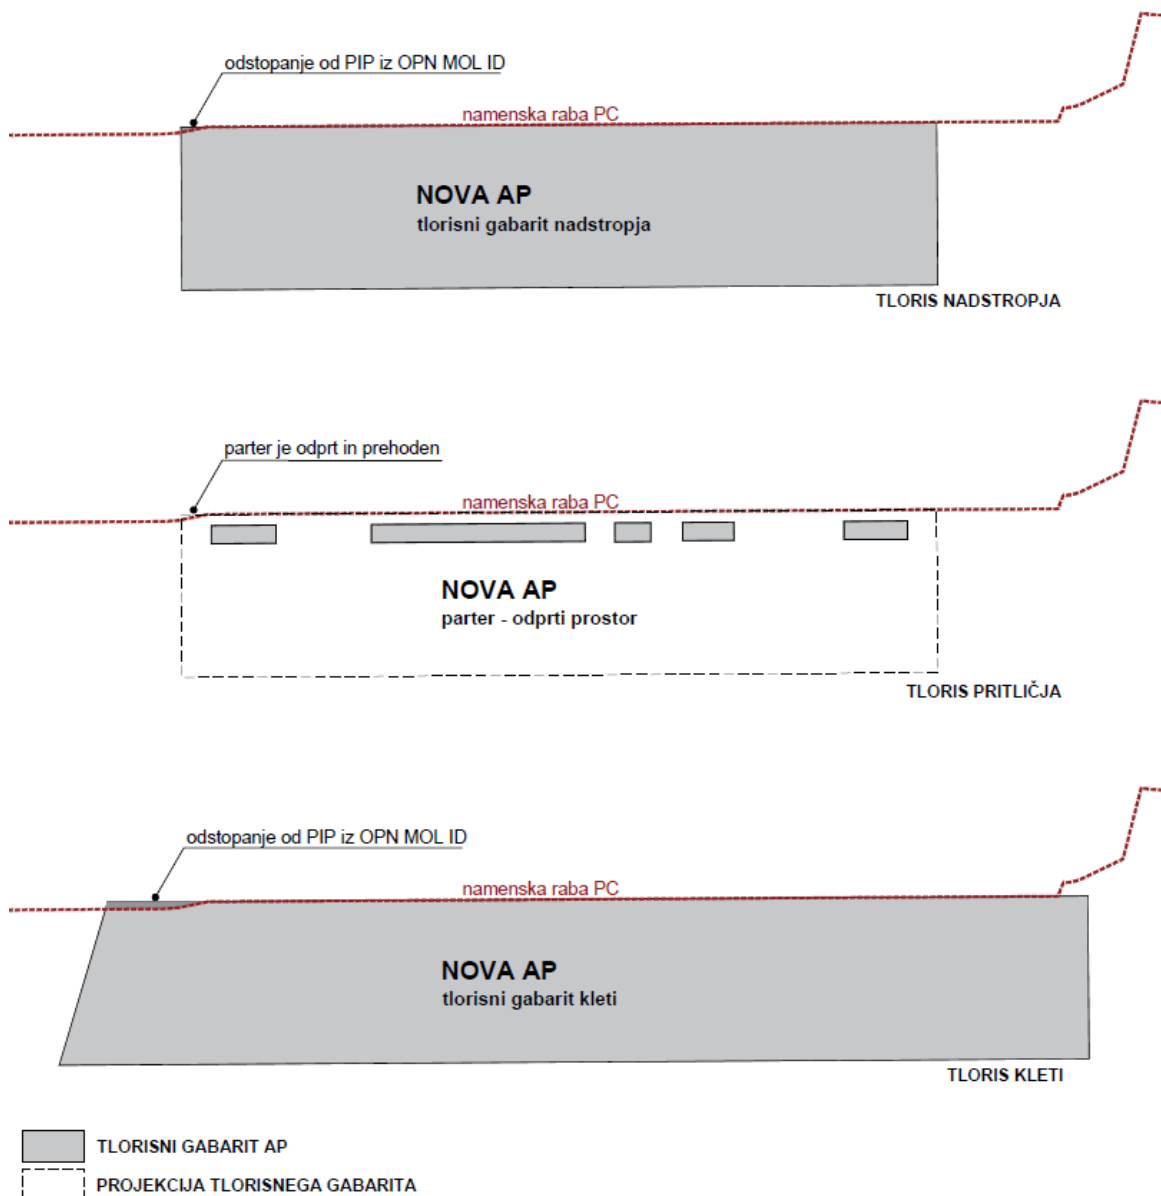 odstopanje od PIP iz OPN MOL ID
namenska raba PC
NOVA AP
tlorisni gabarit nadstropja
TLORIS NADSTROPJA
parter je odprt in prehoden
namenska raba PC
NOVA AP
parter - odprti prostor
TLORIS PRITLIČJA
odstopanje od PIP iz OPN MOL ID
namenska raba PC
NOVA AP
tlorisni gabarit kleti
TLORIS KLETI
TLORISNI GABARIT AP
PROJEKCIJA TLORISNEGA GABARITA